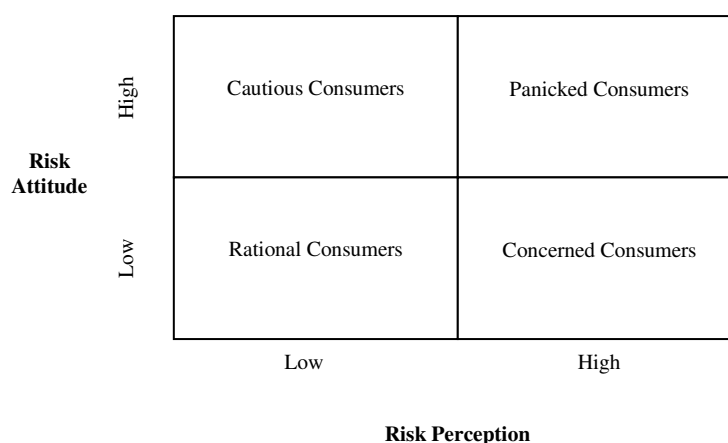 High
Cautious Consumers
Panicked Consumers
Risk
Attitude
Low
Rational Consumers
Concerned Consumers
Low
High
Risk Perception